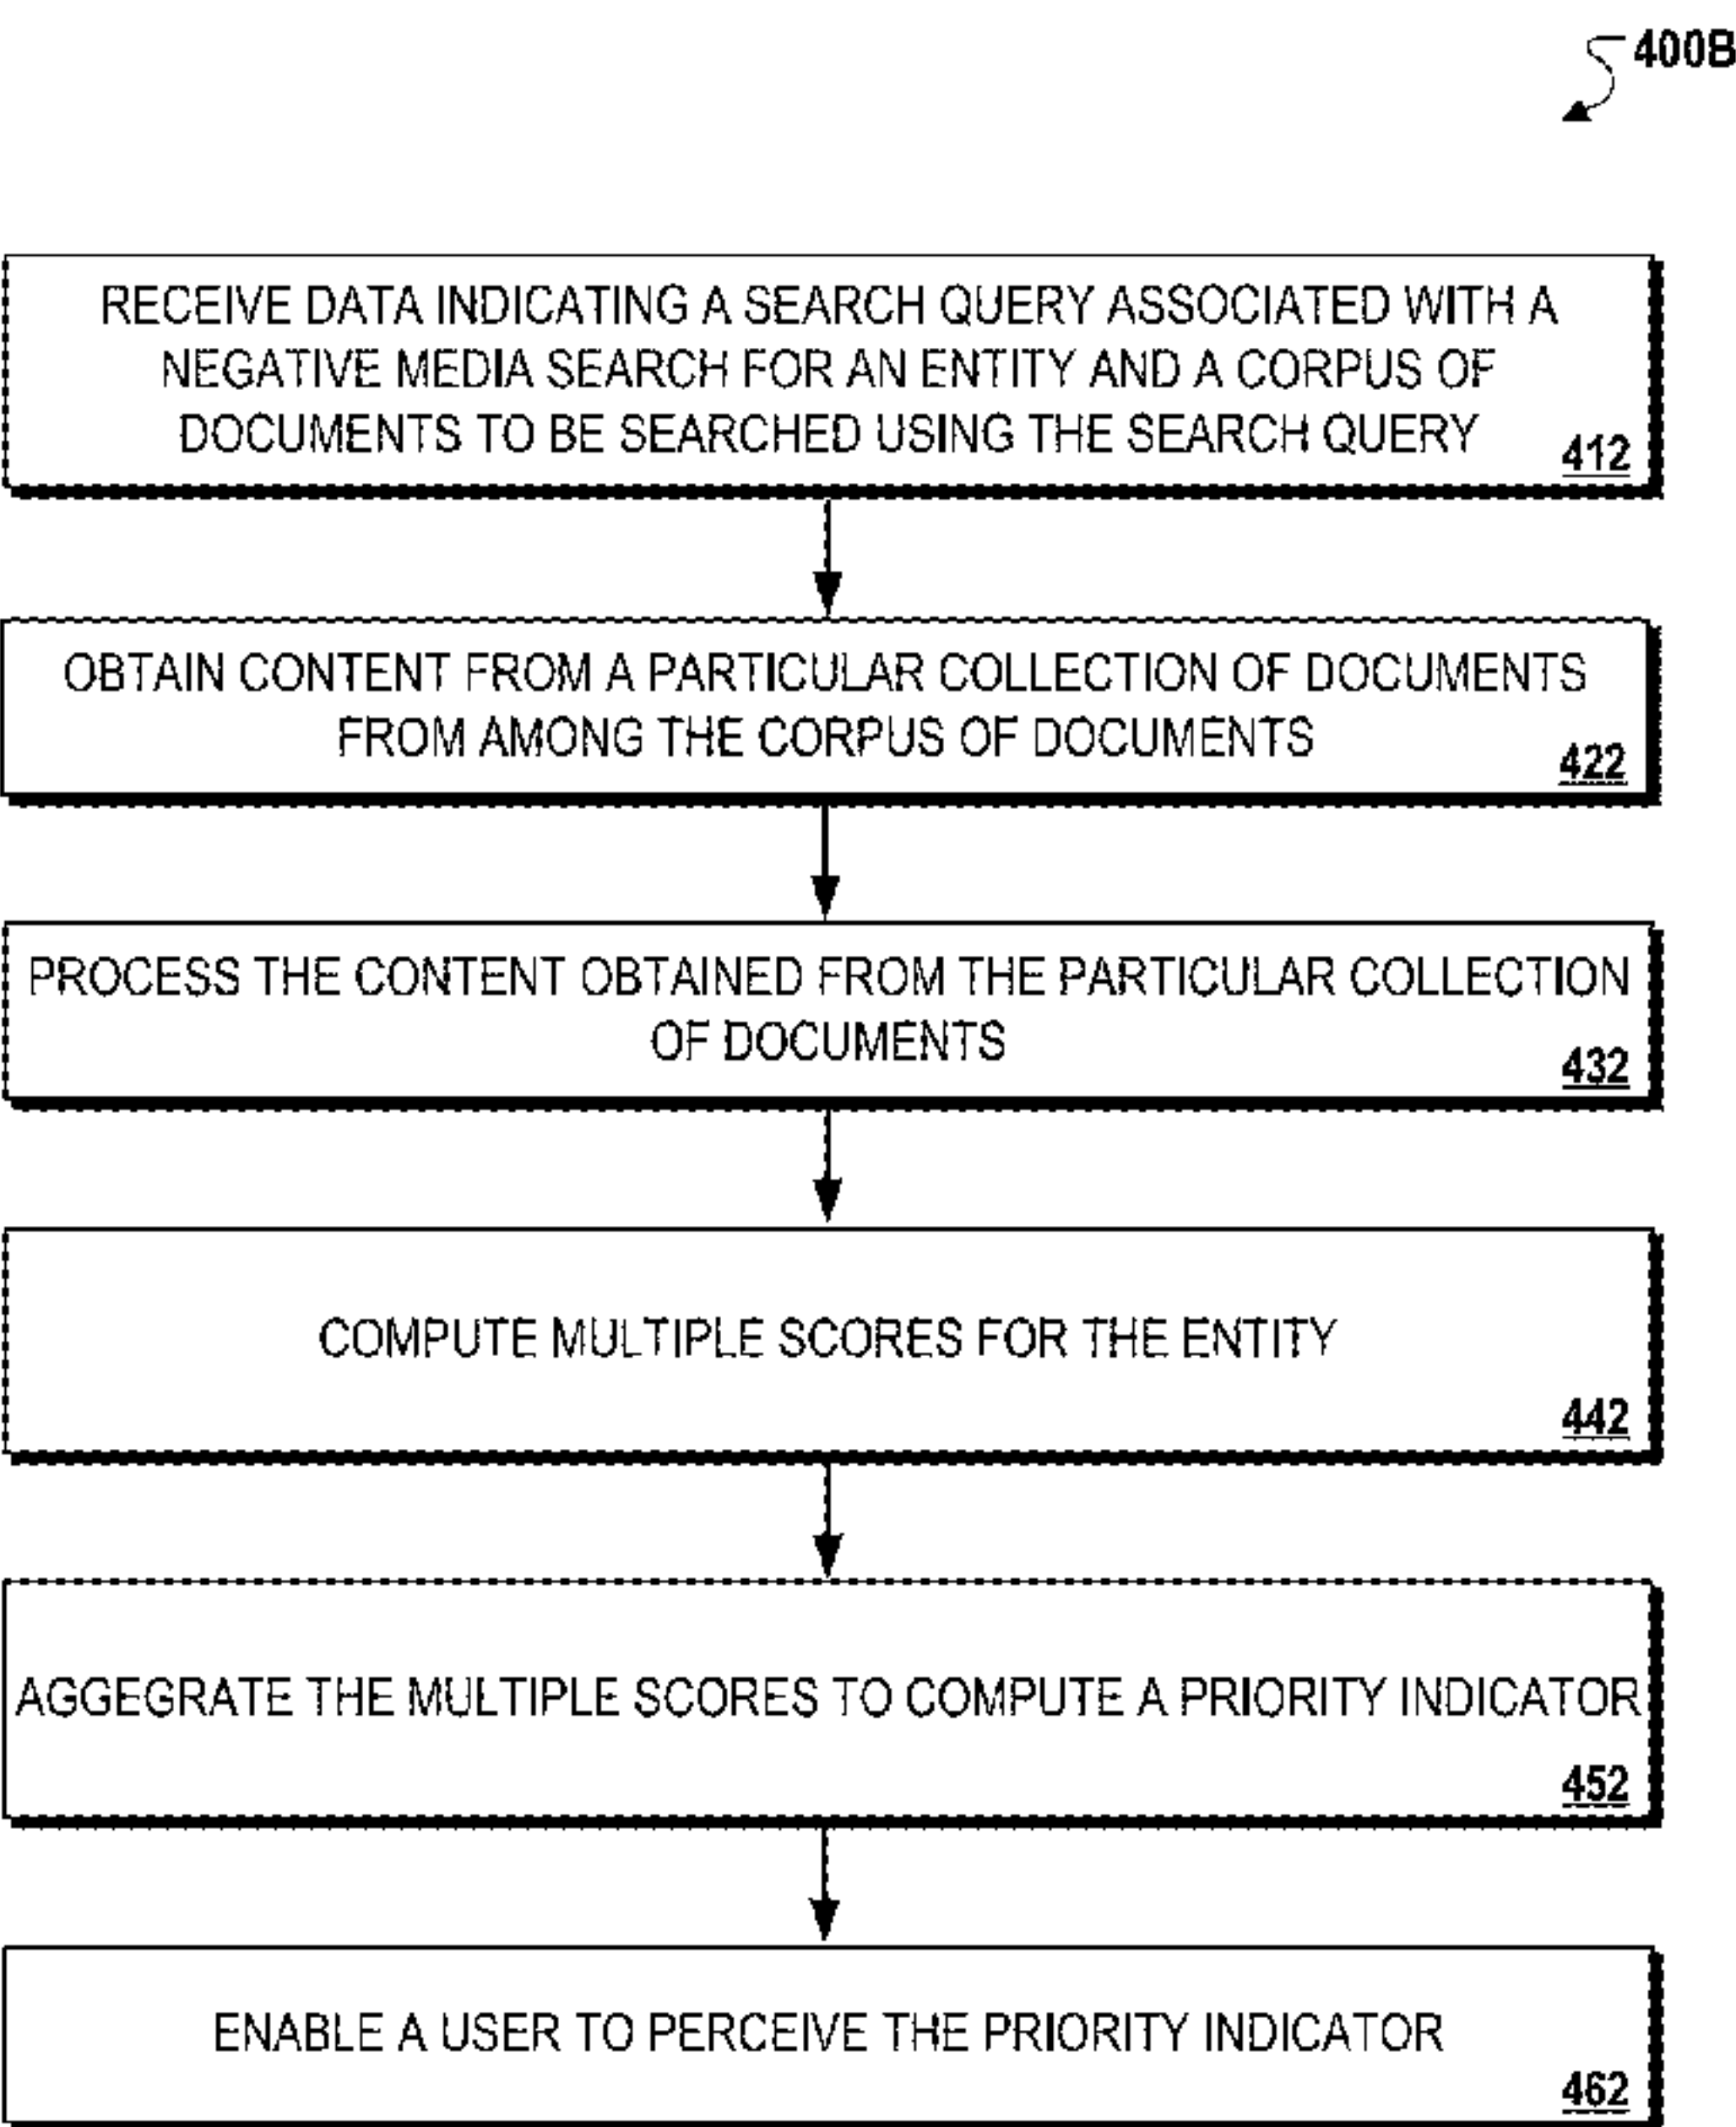 400B
RECEIVE DATA INDICATING A SEARCH QUERY ASSOCIATED WITH A
NEGATIVE MEDIA SEARCH FOR AN ENTITY AND A CORPUS OF
DOCUMENTS TO BE SEARCHED USING THE SEARCH QUERY
412
OBTAIN CONTENT FROM A PARTICULAR COLLECTION OF DOCUMENTS
FROM AMONG THE CORPUS OF DOCUMENTS
422
PROCESS THE CONTENT OBTAINED FROM THE PARTICULAR COLLECTION
OF DOCUMENTS
432
COMPUTE MULTIPLE SCORES FOR THE ENTITY
442
AGGEGRATE THE MULTIPLE SCORES TO COMPUTE A PRIORITY INDICATOR
452
ENABLE A USER TO PERCEIVE THE PRIORITY INDICATOR
462